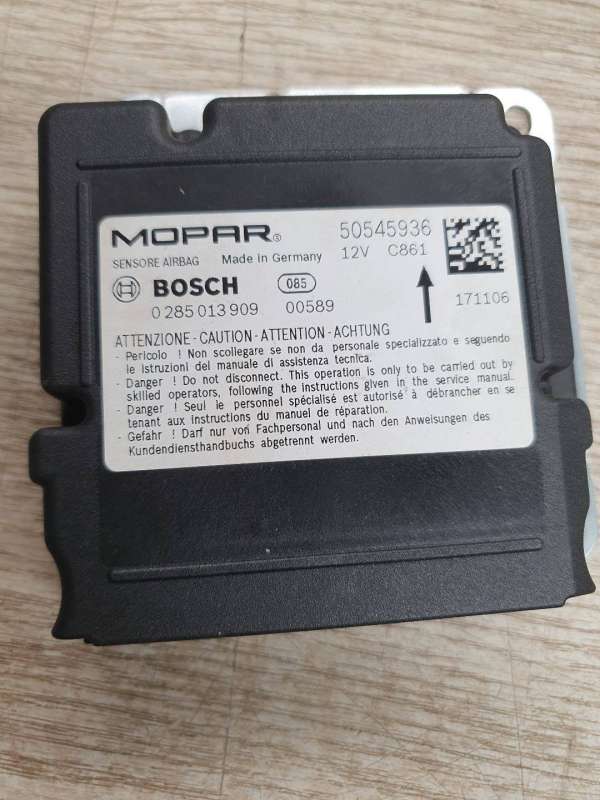 MOPAR® 50545936
SENSORE AIRBAG Made in Germany 12V C861
BOSCH 085
0 285 013 909 00589 171106
ATTENZIONE - CAUTION - ATTENTION - ACHTUNG
- Pericolo ! Non scollegare se non da personale specializzato e seguendo
le istruzioni del manuale di assistenza tecnica.
- Danger ! Do not disconnect. This operation is only to be carried out by
skilled operators, following the instructions given in the service manual.
- Danger ! Seul le personnel spécialisé est autorisé à débrancher en se
tenant aux instructions du manuel de réparation.
- Gefahr ! Darf nur von Fachpersonal und nach den Anweisungen des
Kundendiensthandbuchs abgetrennt werden.